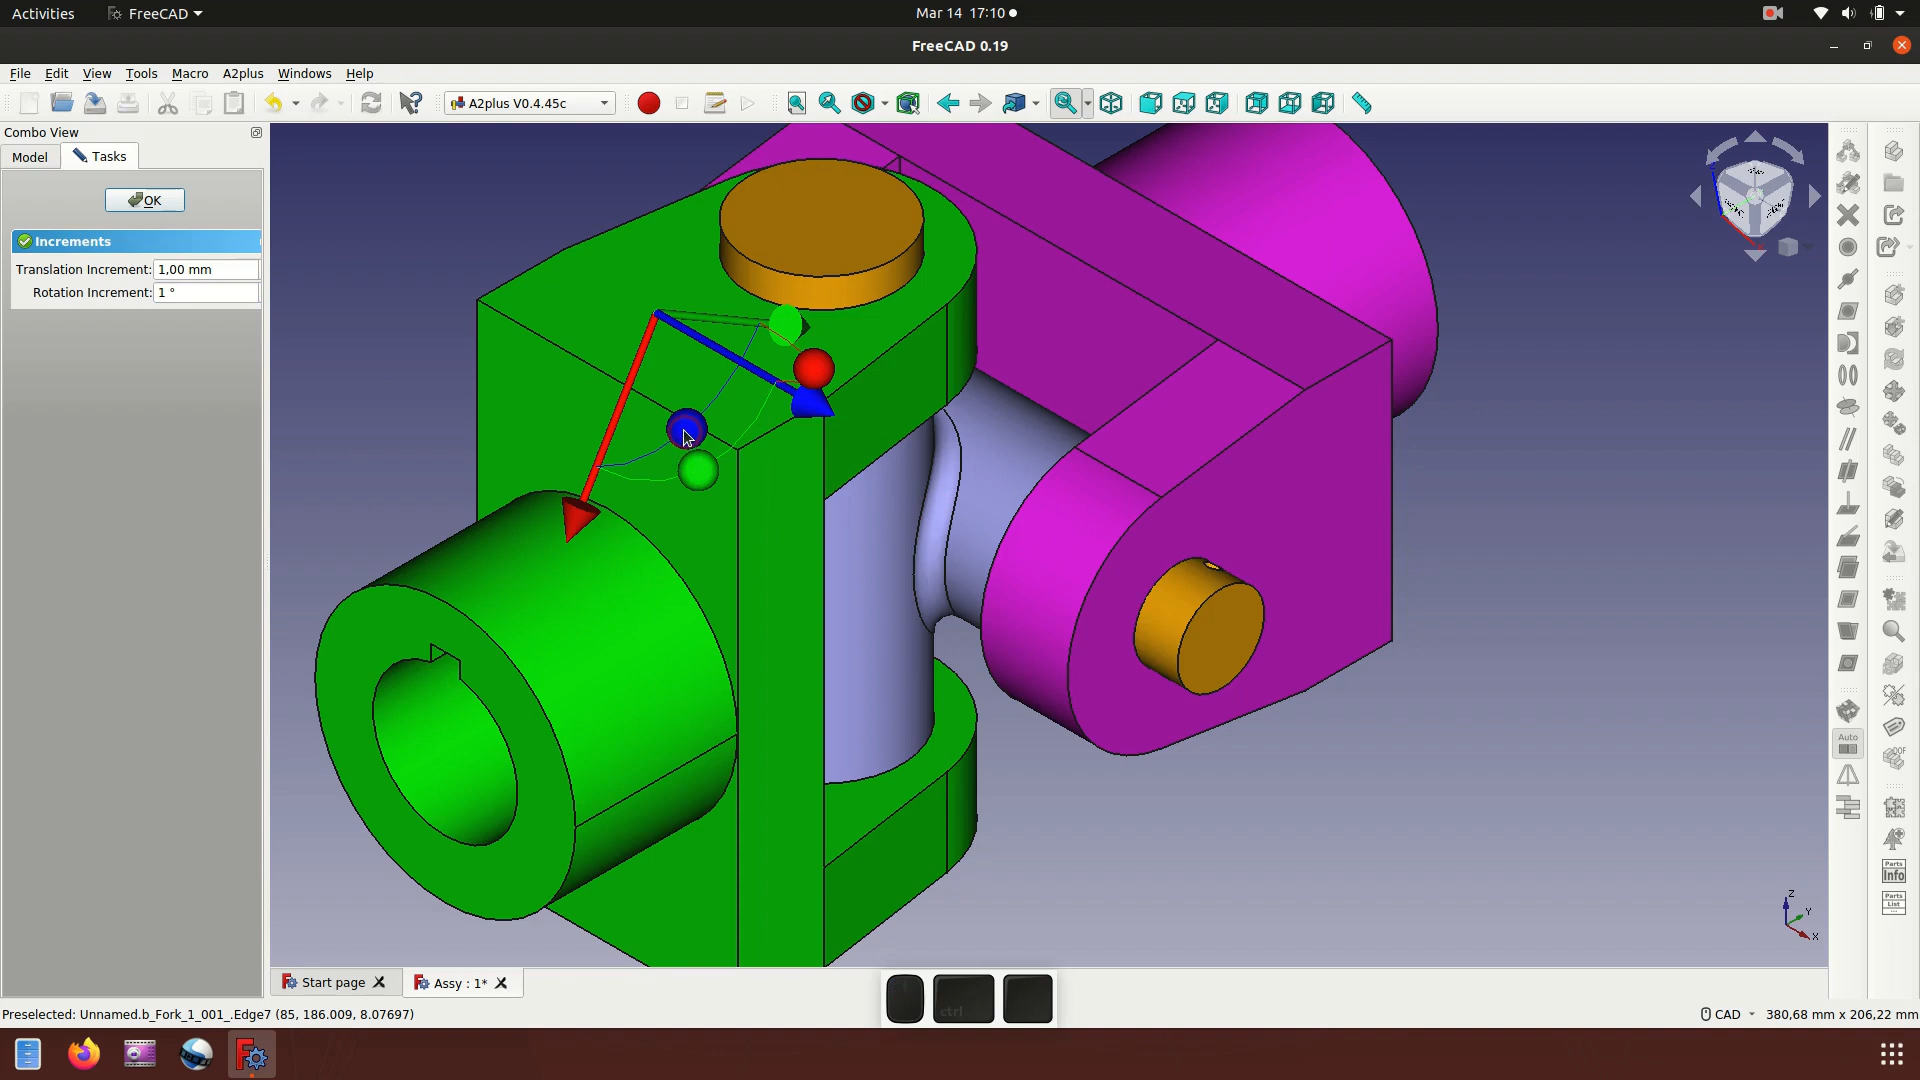 Activities
FreeCAD
Mar 14 17:10
FreeCAD 0.19
File Edit View Tools Macro A2plus Windows Help
A2plus V0.4.45c
Combo View
Model
Tasks
OK
Increments
Translation Increment: 1,00 mm
Rotation Increment: 1 °
Auto
DOF
Parts
Info
Parts
List
Z
Y
X
Start page
Assy : 1*
ctrl
Preselected: Unnamed.b_Fork_1_001_.Edge7 (85, 186.009, 8.07697)
CAD
380,68 mm x 206,22 mm